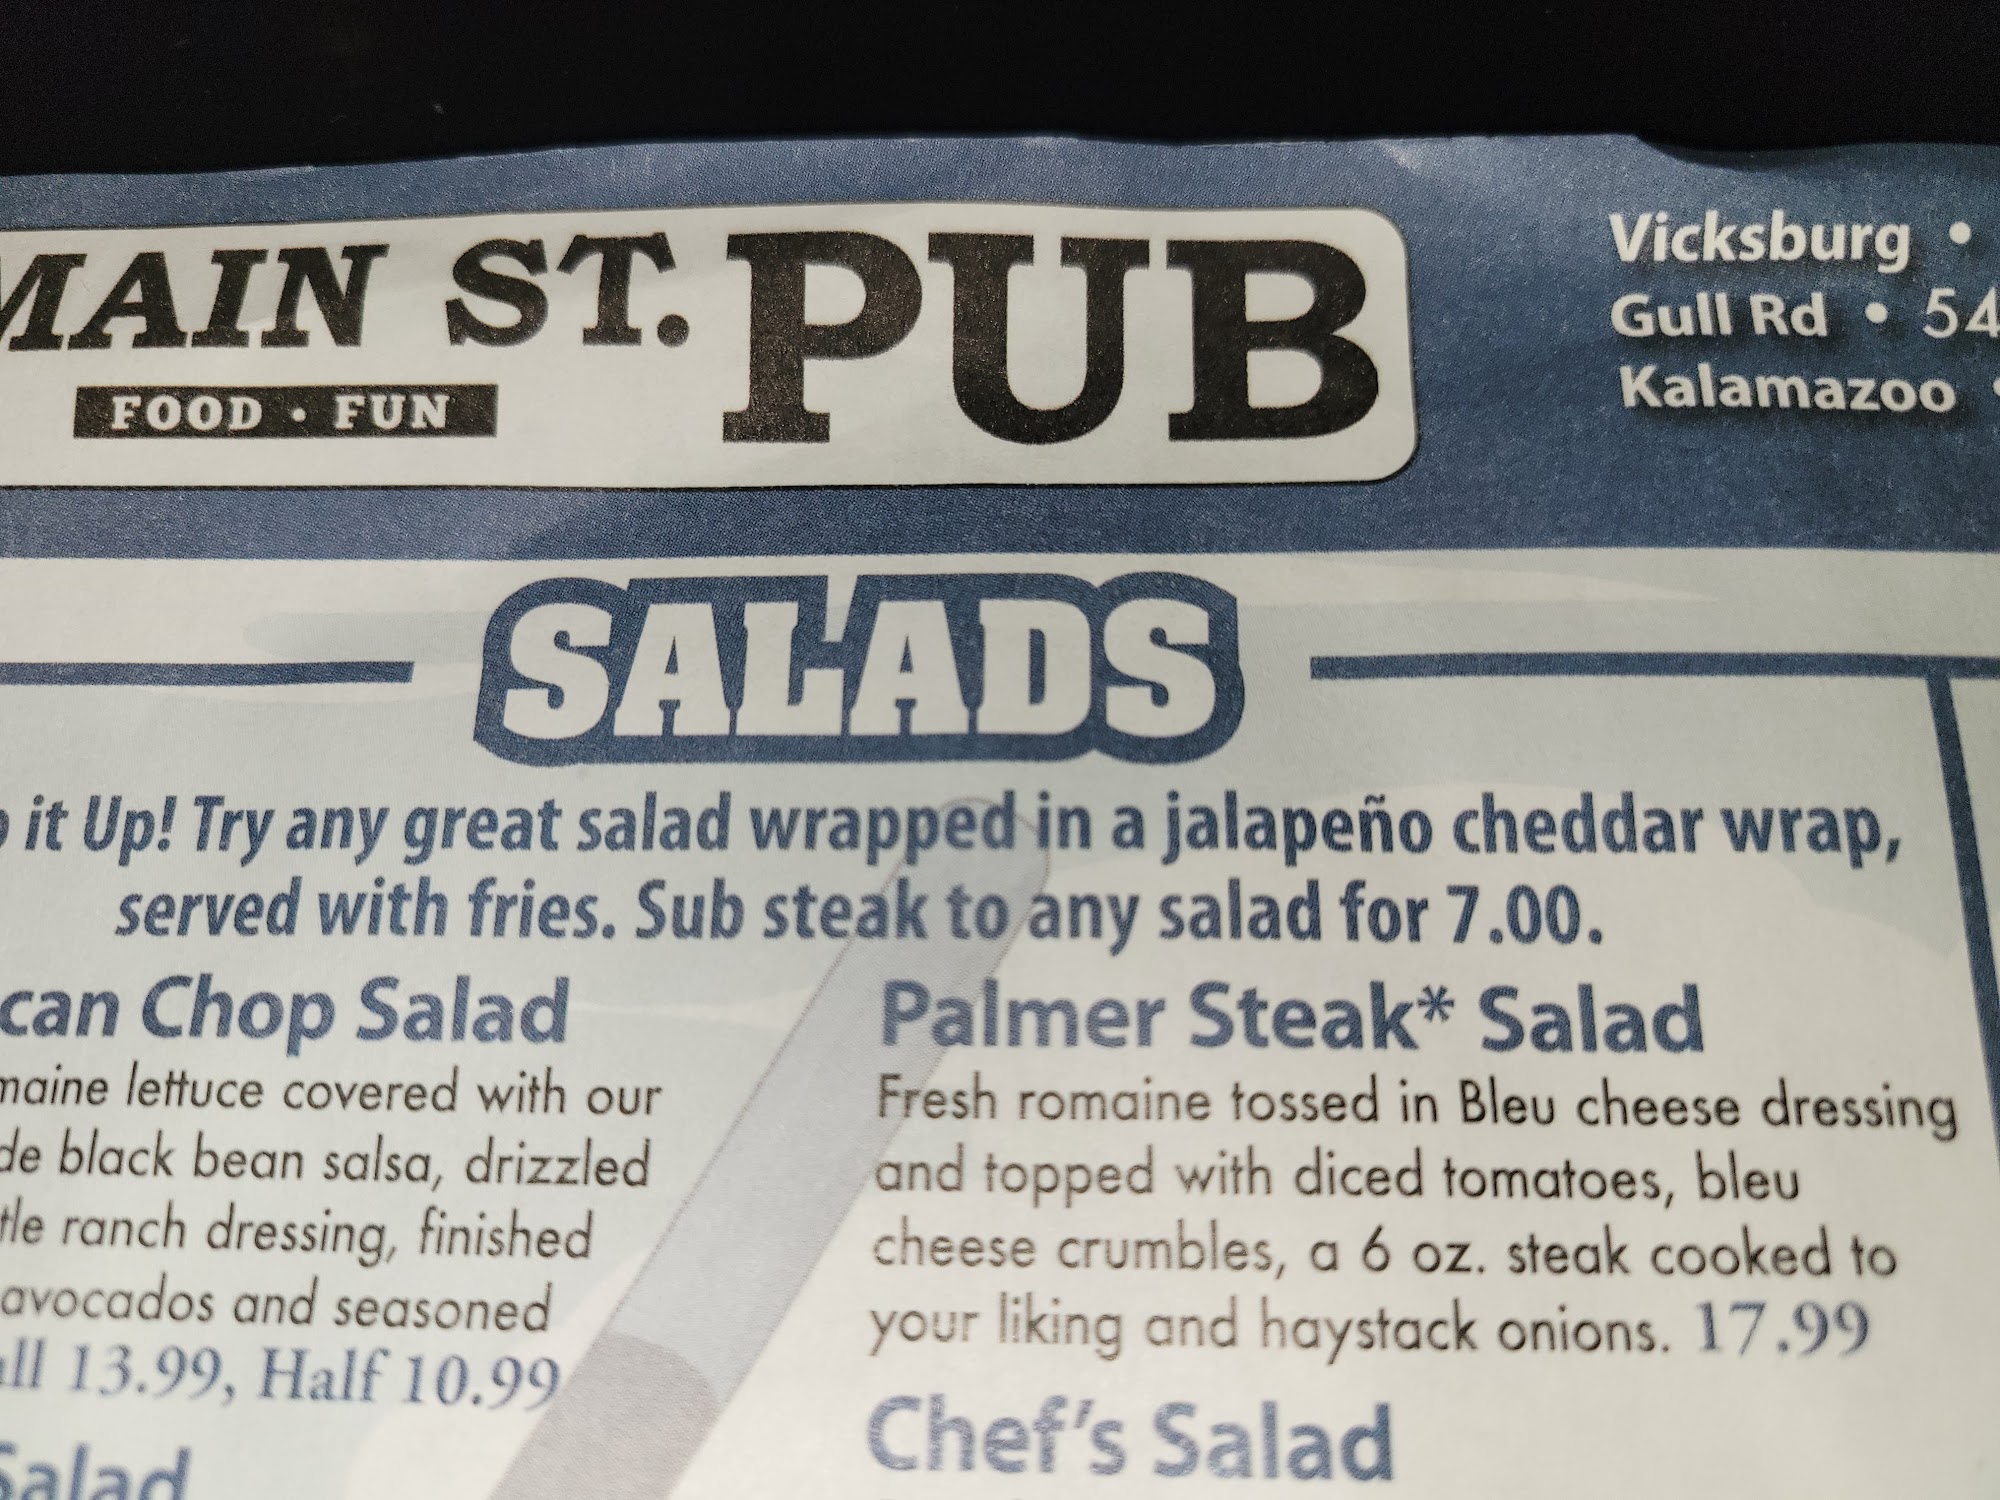 MAIN ST. PUB
FOOD · FUN
Vicksburg •
Gull Rd • 54
Kalamazoo
SALADS
it Up! Try any great salad wrapped in a jalapeño cheddar wrap,
served with fries. Sub steak to any salad for 7.00.
can Chop Salad
maine lettuce covered with our
de black bean salsa, drizzled
tle ranch dressing, finished
avocados and seasoned
ll 13.99, Half 10.99
Salad
Palmer Steak* Salad
Fresh romaine tossed in Bleu cheese dressing
and topped with diced tomatoes, bleu
cheese crumbles, a 6 oz. steak cooked to
your liking and haystack onions. 17.99
Chef's Salad